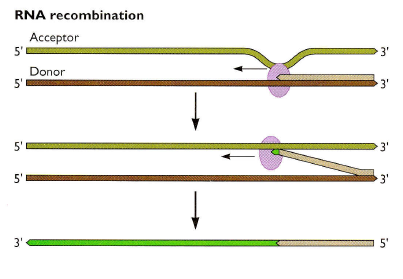 RNA recombination
Acceptor
5' 3'
Donor
5' 3'
5' 3'
5' 3'
3' 5'